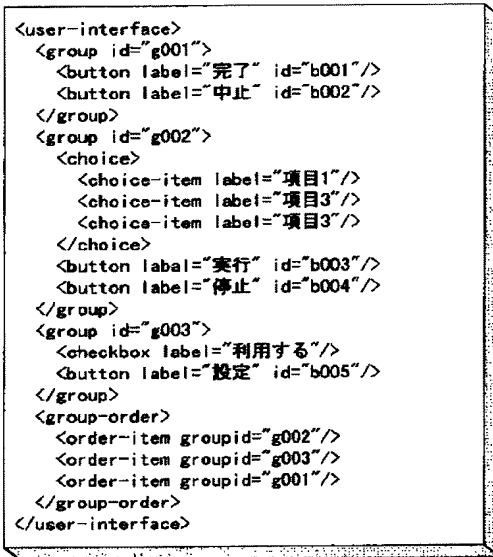 <user-interface>
<group id="g001">
<button label="完了" id="b001"/>
<button label="中止" id="b002"/>
</group>
<group id="g002">
<choice>
<choice-item label="項目1"/>
<choice-item label="項目3"/>
<choice-item label="項目3"/>
</choice>
<button labal="実行" id="b003"/>
<button label="停止" id="b004"/>
</group>
<group id="g003">
<checkbox label="利用する"/>
<button label="設定" id="b005"/>
</group>
<group-order>
<order-item groupid="g002"/>
<order-item groupid="g003"/>
<order-item groupid="g001"/>
</group-order>
</user-interface>